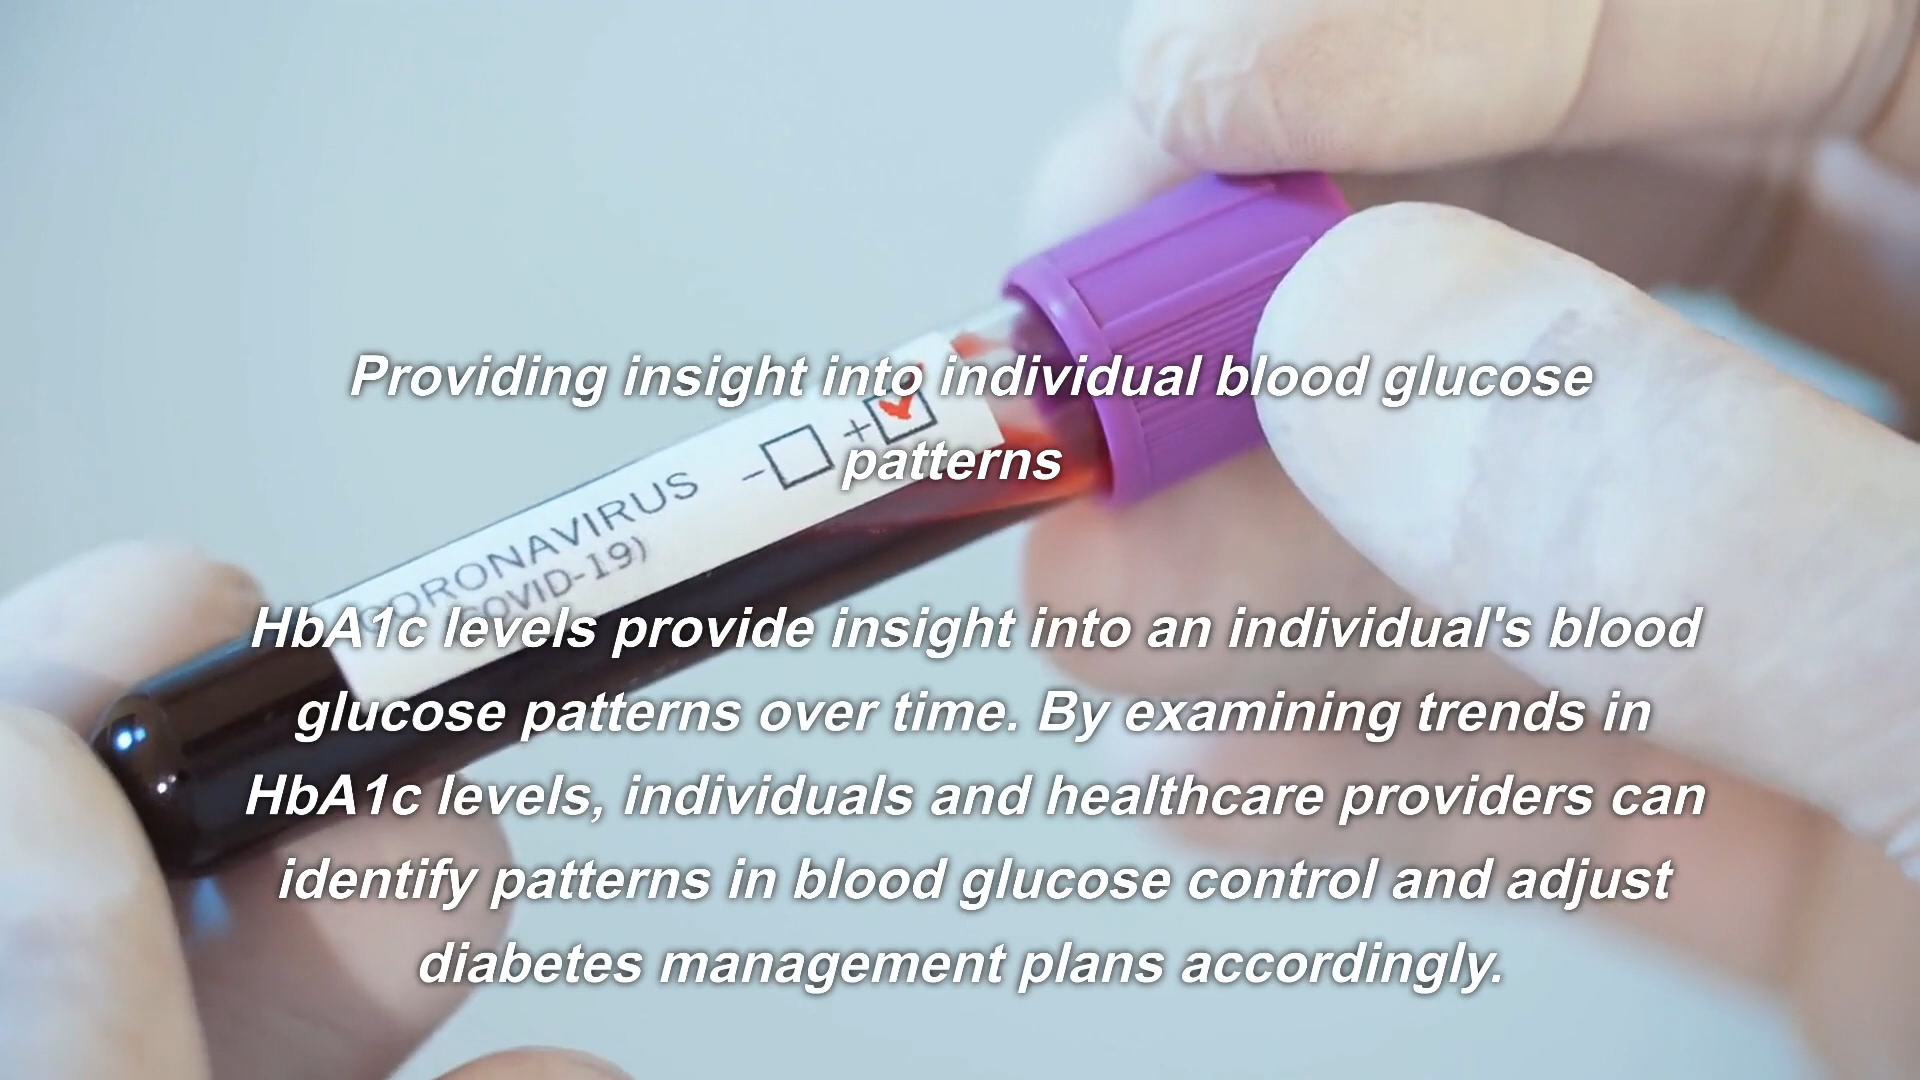 Providing insight into individual blood glucose
patterns
- +
CORONAVIRUS
COVID-19)
HbA1c levels provide insight into an individual's blood
glucose patterns over time. By examining trends in
HbA1c levels, individuals and healthcare providers can
identify patterns in blood glucose control and adjust
diabetes management plans accordingly.